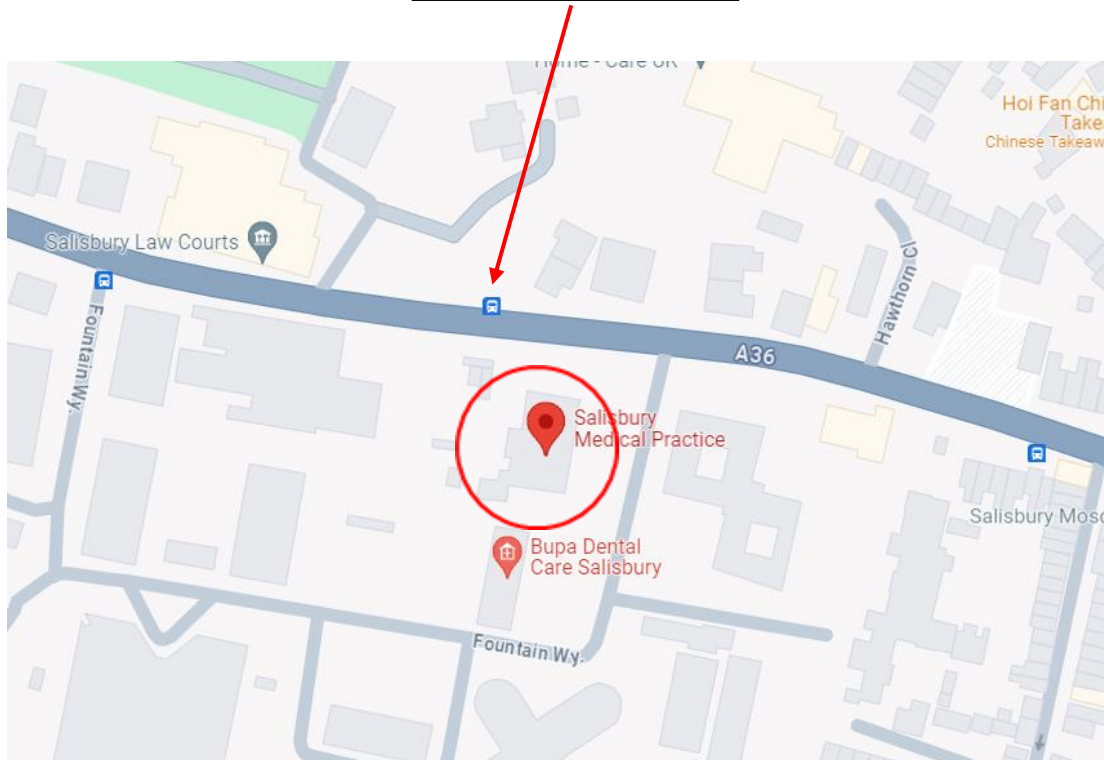 Home - Care UK
Hoi Fan Chi
Take
Chinese Takeaw
Salisbury Law Courts
Hawthorn Cl
Fountain Wy.
A36
Salisbury
Medical Practice
Salisbury Mosq
Bupa Dental
Care Salisbury
Fountain Wy.